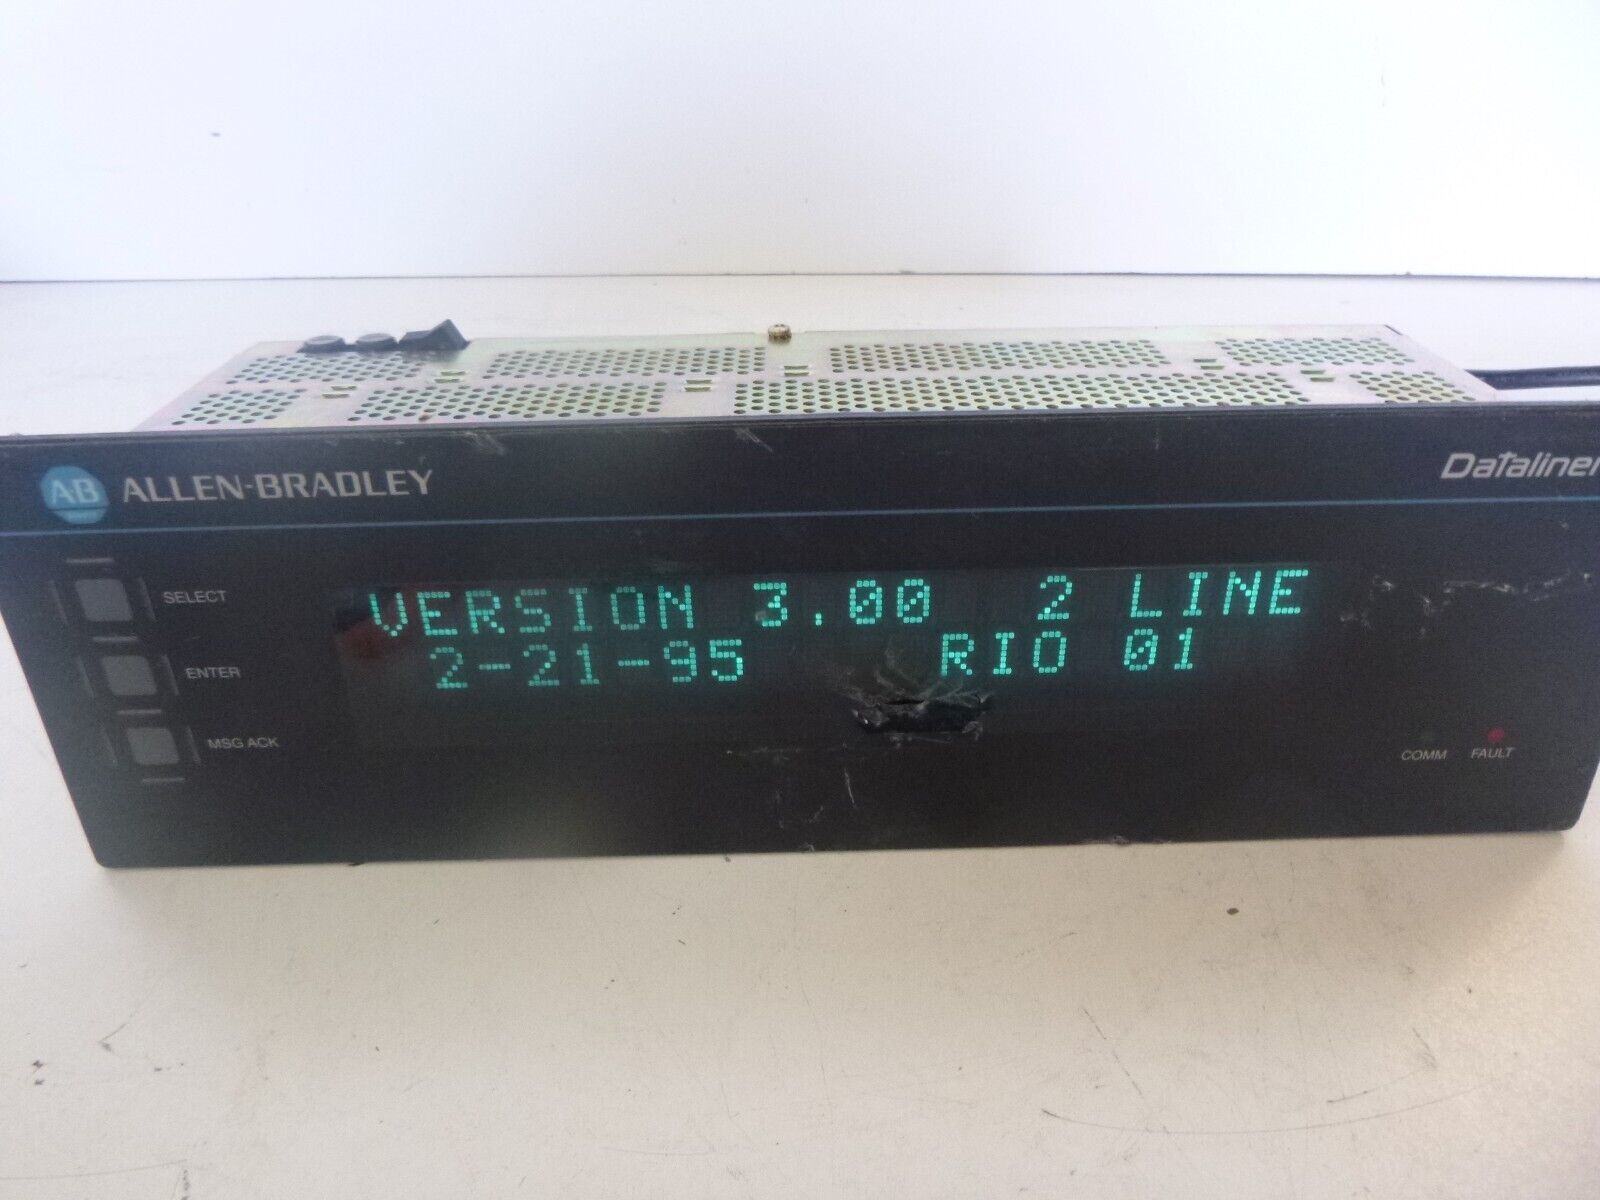 AB ALLEN-BRADLEY
Dataliner
SELECT
VERSION 3.00 2 LINE
ENTER
2-21-95 RIO 01
MSG ACK
COMM FAULT